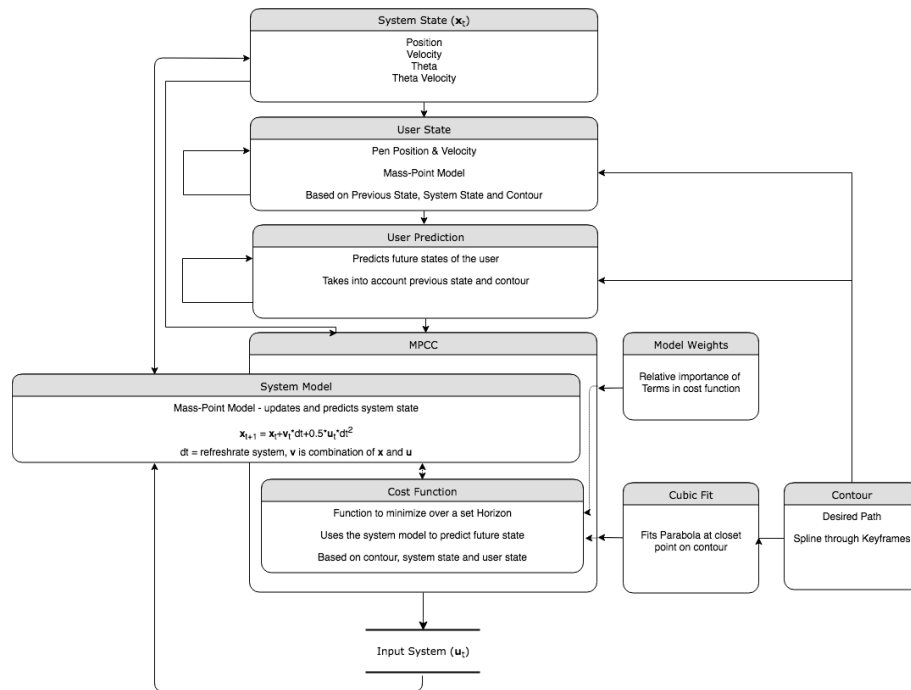 System State (xt)
Position
Velocity
Theta
Theta Velocity
User State
Pen Position & Velocity
Mass-Point Model
Based on Previous State, System State and Contour
User Prediction
Predicts future states of the user
Takes into account previous state and contour
MPCC
Model Weights
Relative importance of
Terms in cost function
System Model
Mass-Point Model - updates and predicts system state
xt+1 = xt+vt*dt+0.5*ut*dt2
dt = refreshrate system, v is combination of x and u
Cost Function
Function to minimize over a set Horizon
Uses the system model to predict future state
Based on contour, system state and user state
Cubic Fit
Fits Parabola at closet
point on contour
Contour
Desired Path
Spline through Keyframes
Input System (ut)